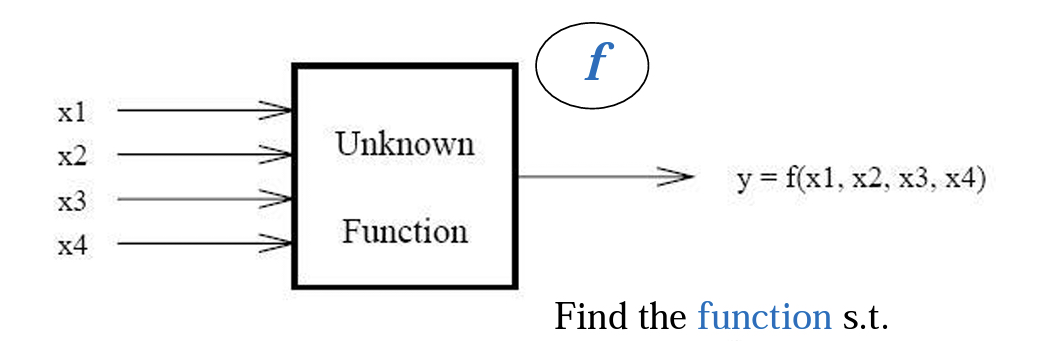 f
x1
x2
x3
x4
Unknown
Function
y = f(x1, x2, x3, x4)
Find the function s.t.